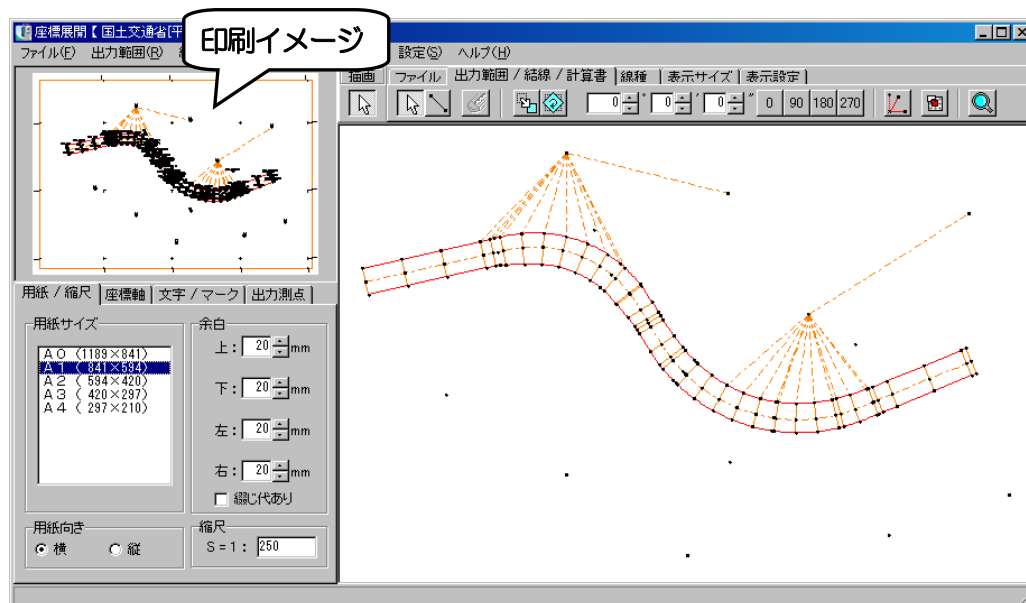 座標展開【 国土交通省[平
印刷イメージ
ファイル(F) 出力範囲(R) 設定(S) ヘルプ(H)
描画 ファイル 出力範囲 / 結線 / 計算書 線種 表示サイズ 表示設定
0 ° 0 ′ 0 ″ 0 90 180 270
用紙 / 縮尺 座標軸 文字 / マーク 出力測点
用紙サイズ
A0 (1189×841)
A1 ( 841×594)
A2 ( 594×420)
A3 ( 420×297)
A4 ( 297×210)
余白
上: 20 mm
下: 20 mm
左: 20 mm
右: 20 mm
綴じ代あり
用紙向き
横 縦
縮尺
S=1: 250